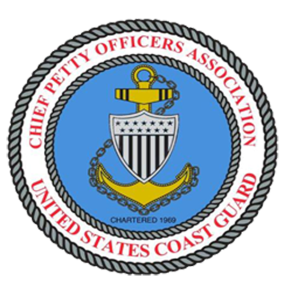 CHIEF PETTY OFFICERS ASSOCIATION
UNITED STATES COAST GUARD
CHARTERED 1969